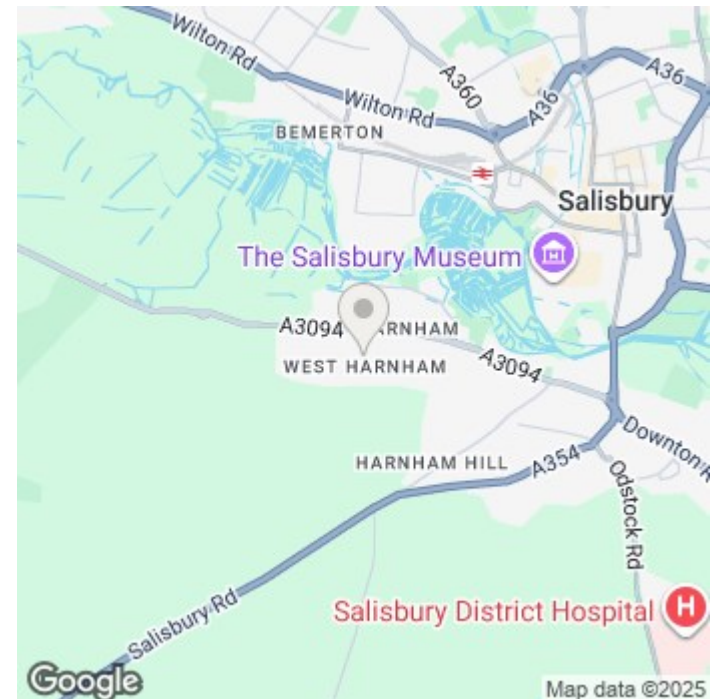 Wilton Rd
A360
A36
A36
Wilton Rd
BEMERTON
Salisbury
The Salisbury Museum
A3094
ARNHAM
WEST HARNHAM
A3094
Downton R
HARNHAM HILL
A354
Odstock Rd
Salisbury Rd
Salisbury District Hospital
H
Google
Map data ©2025